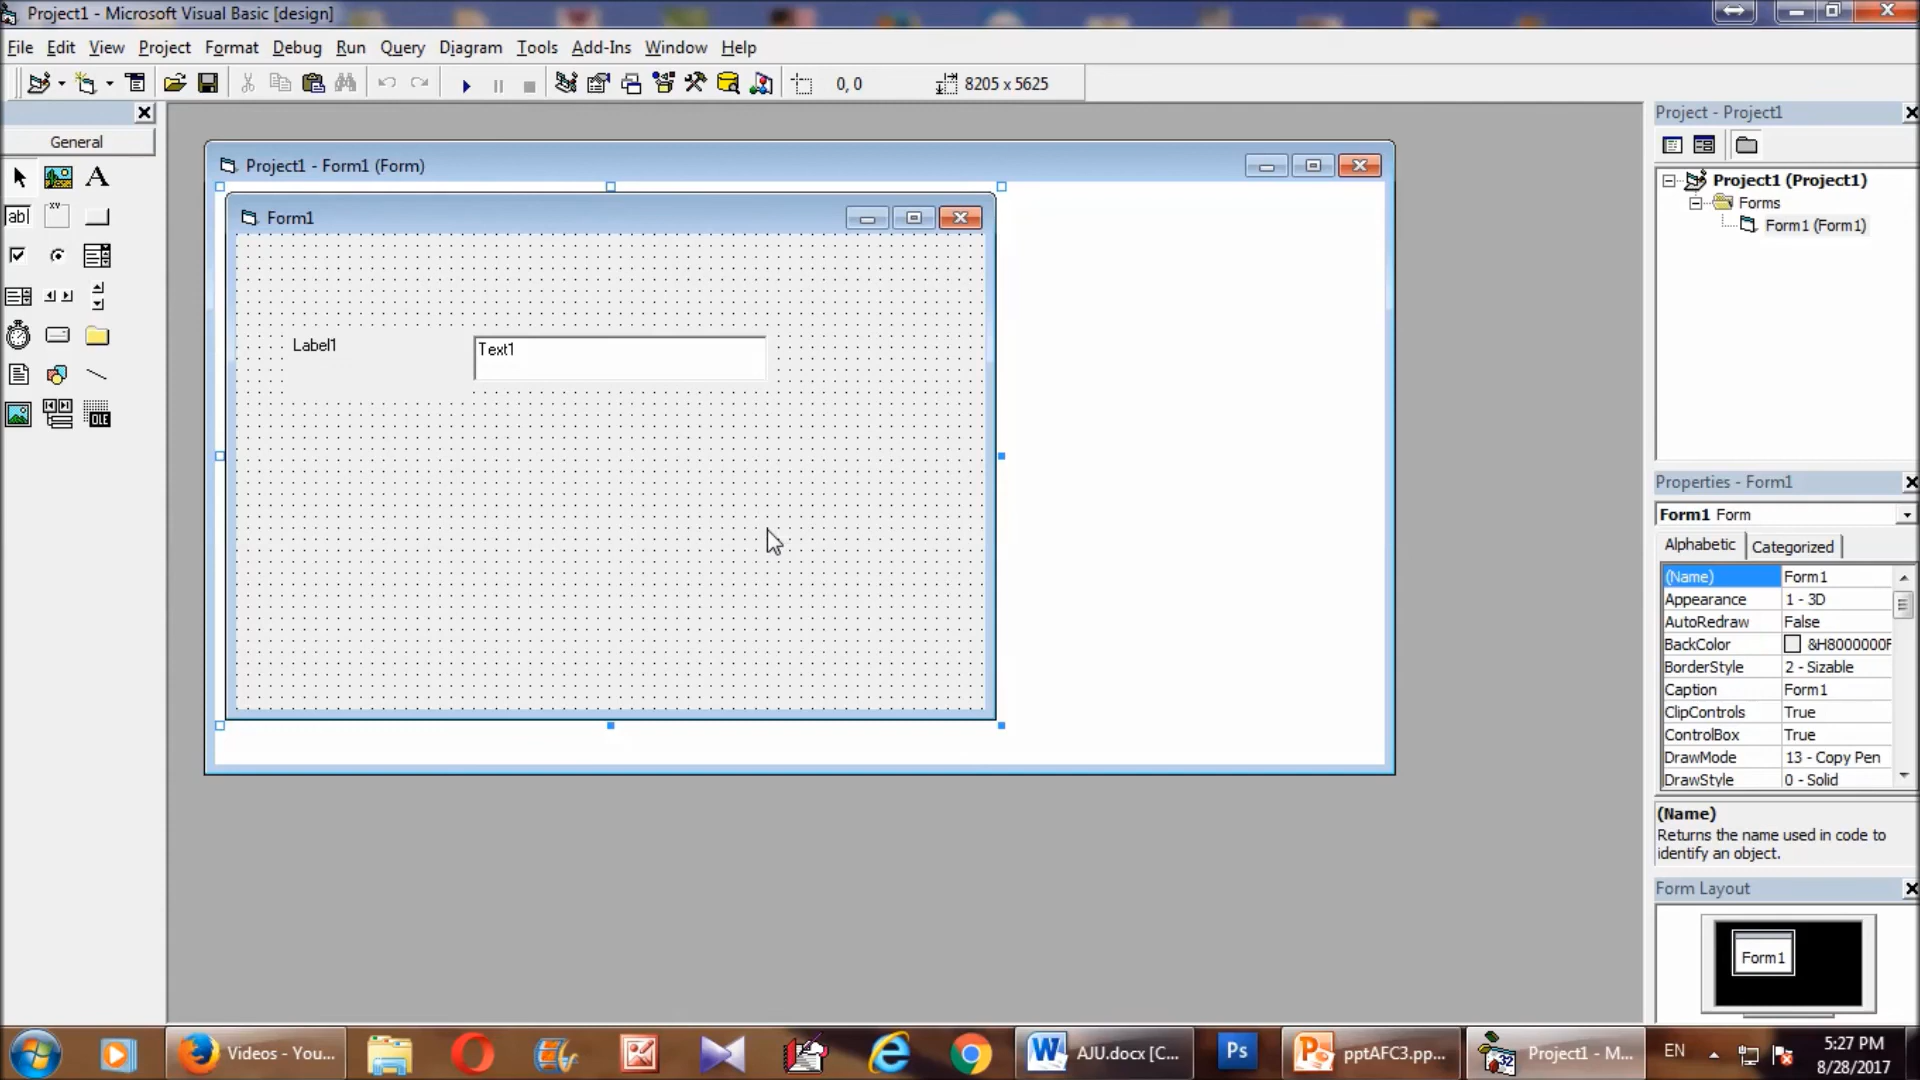 Project1 - Microsoft Visual Basic [design]
File Edit View Project Format Debug Run Query Diagram Tools Add-Ins Window Help
0, 0 8205 x 5625
General
A
ab|
XY
OLE
Project1 - Form1 (Form)
Form1
Label1
Text1
Project - Project1
Project1 (Project1)
Forms
Form1 (Form1)
Properties - Form1
Form1 Form
Alphabetic Categorized
(Name) Form1
Appearance 1 - 3D
AutoRedraw False
BackColor &H8000000F
BorderStyle 2 - Sizable
Caption Form1
ClipControls True
ControlBox True
DrawMode 13 - Copy Pen
DrawStyle 0 - Solid
(Name)
Returns the name used in code to
identify an object.
Form Layout
Form1
Videos - You...
AJU.docx [C...
Ps
pptAFC3.pp...
Project1 - M...
EN
5:27 PM
8/28/2017